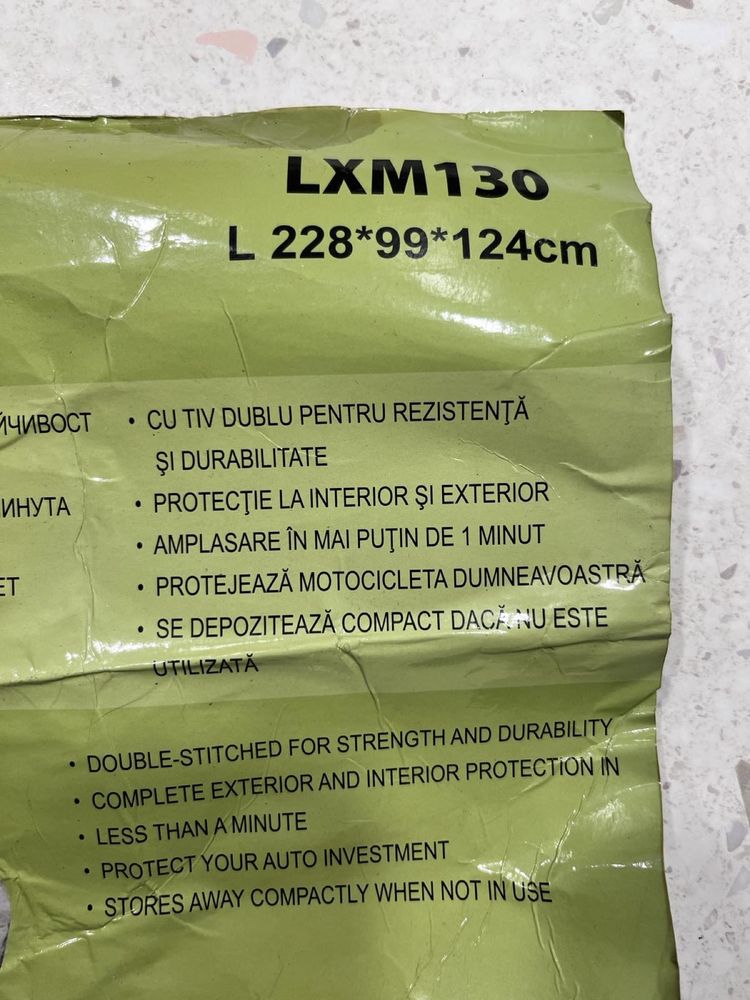 LXM130
L 228*99*124cm
ЙЧИВОСТ
ИНУТА
ЕТ
• CU TIV DUBLU PENTRU REZISTENŢĂ
ŞI DURABILITATE
• PROTECŢIE LA INTERIOR ŞI EXTERIOR
• AMPLASARE ÎN MAI PUŢIN DE 1 MINUT
• PROTEJEAZĂ MOTOCICLETA DUMNEAVOASTRĂ
• SE DEPOZITEAZĂ COMPACT DACĂ NU ESTE
UTILIZATĂ
• DOUBLE-STITCHED FOR STRENGTH AND DURABILITY
• COMPLETE EXTERIOR AND INTERIOR PROTECTION IN
• LESS THAN A MINUTE
• PROTECT YOUR AUTO INVESTMENT
• STORES AWAY COMPACTLY WHEN NOT IN USE